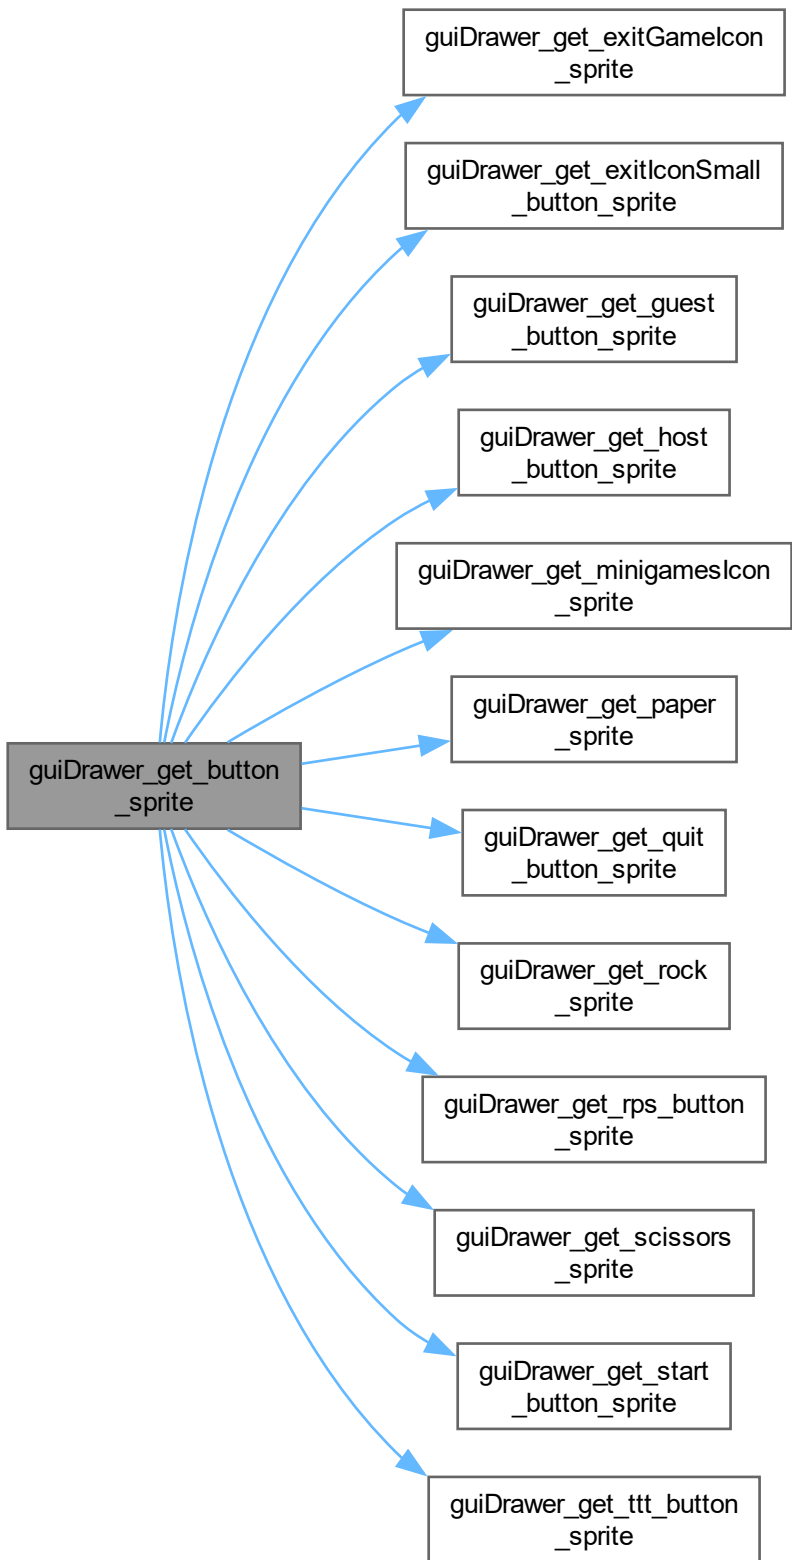 guiDrawer_get_exitGameIcon
_sprite
guiDrawer_get_exitIconSmall
_button_sprite
guiDrawer_get_guest
_button_sprite
guiDrawer_get_host
_button_sprite
guiDrawer_get_minigamesIcon
_sprite
guiDrawer_get_paper
_sprite
guiDrawer_get_button
_sprite
guiDrawer_get_quit
_button_sprite
guiDrawer_get_rock
_sprite
guiDrawer_get_rps_button
_sprite
guiDrawer_get_scissors
_sprite
guiDrawer_get_start
_button_sprite
guiDrawer_get_ttt_button
_sprite